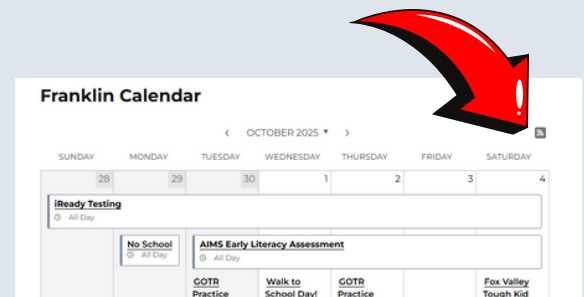 Franklin Calendar
< OCTOBER 2025 ▼ >
SUNDAY MONDAY TUESDAY WEDNESDAY THURSDAY FRIDAY SATURDAY
28 29 30 1 2 3 4
iReady Testing
All Day
No School AIMS Early Literacy Assessment
All Day All Day
GOTR Walk to GOTR Fox Valley
Practice School Day! Practice Tough Kid